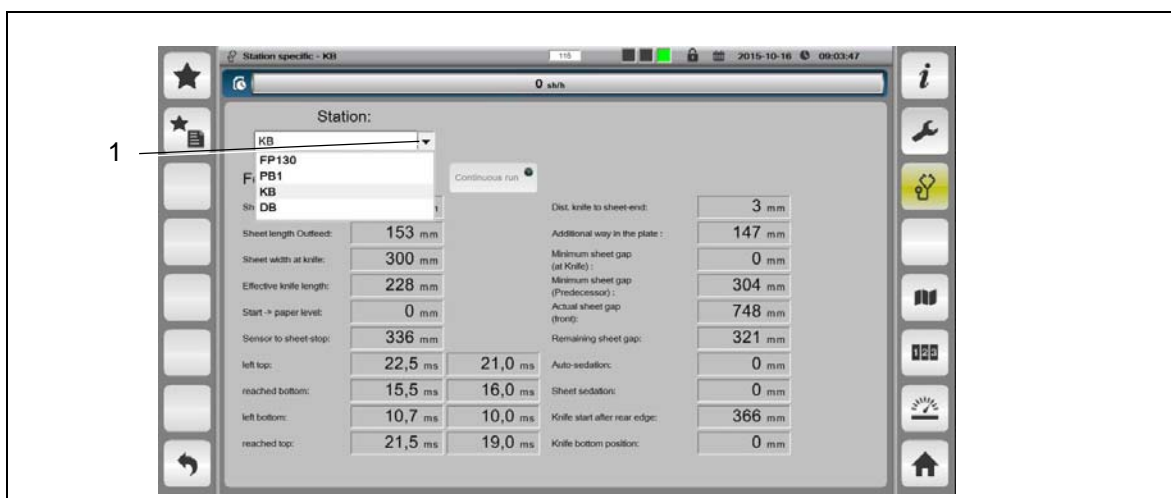 Station specific - KB 116 2015-10-16 09:03:47
0 sh/h
i
Station:
1
KB
FP130
PB1
KB
DB
Continuous run
Dist. knife to sheet-end: 3 mm
Sheet length Outfeed: 153 mm
Additional way in the plate : 147 mm
Sheet width at knife: 300 mm
Minimum sheet gap
(at Knife) : 0 mm
Effective knife length: 228 mm
Minimum sheet gap
(Predecessor) : 304 mm
Start -> paper level: 0 mm
Actual sheet gap
(front): 748 mm
Sensor to sheet-stop: 336 mm
Remaining sheet gap: 321 mm
left top: 22,5 ms 21,0 ms
Auto-sedation: 0 mm
reached bottom: 15,5 ms 16,0 ms
Sheet sedation: 0 mm
left bottom: 10,7 ms 10,0 ms
Knife start after rear edge: 366 mm
reached top: 21,5 ms 19,0 ms
Knife bottom position: 0 mm
123